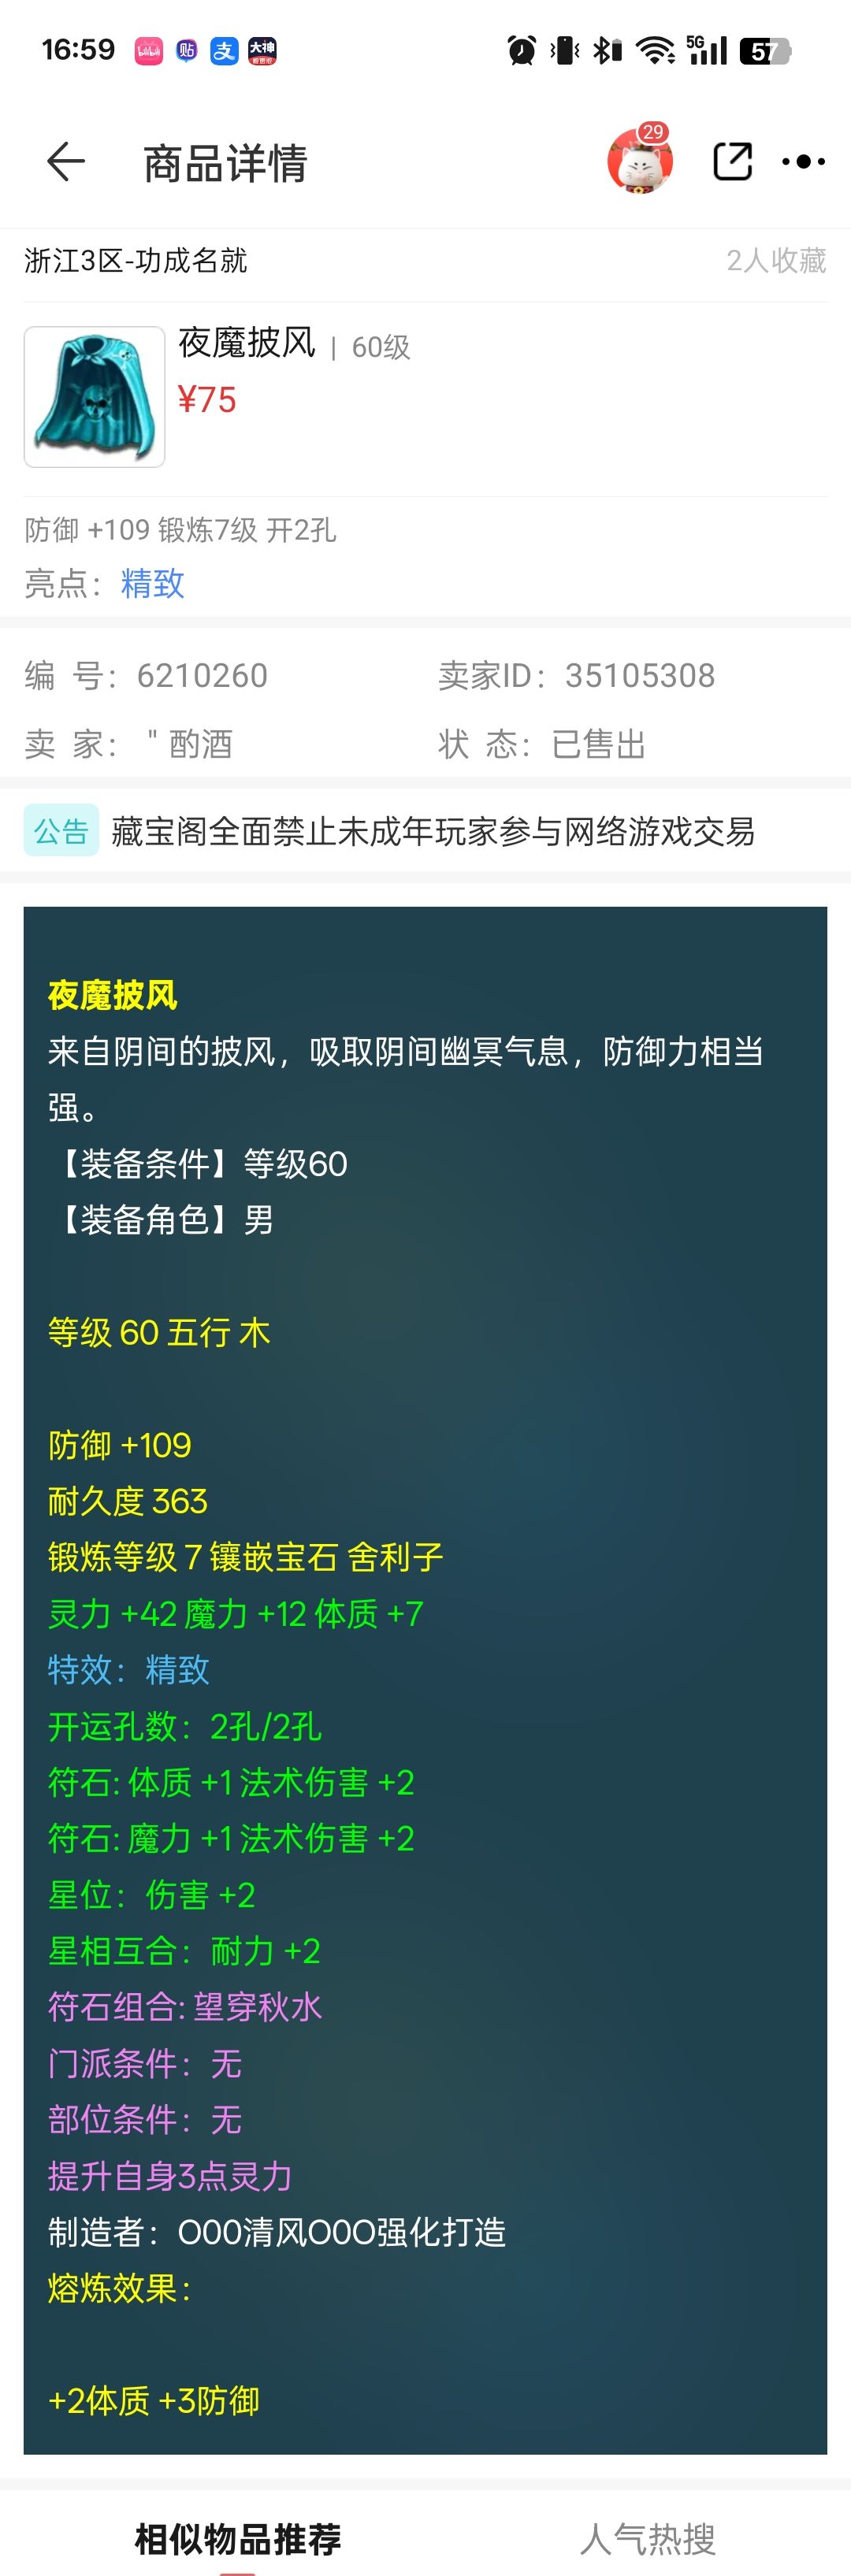 16:59 bilibili 贴 支 大神 5G 57
商品详情 29
浙江3区-功成名就 2人收藏
夜魔披风 | 60级
¥75
防御 +109 锻炼7级 开2孔
亮点：精致
编 号：6210260 卖家ID：35105308
卖 家："酌酒 状 态：已售出
公告 藏宝阁全面禁止未成年玩家参与网络游戏交易
夜魔披风
来自阴间的披风，吸取阴间幽冥气息，防御力相当
强。
【装备条件】等级60
【装备角色】男
等级 60 五行 木
防御 +109
耐久度 363
锻炼等级 7 镶嵌宝石 舍利子
灵力 +42 魔力 +12 体质 +7
特效：精致
开运孔数：2孔/2孔
符石: 体质 +1 法术伤害 +2
符石: 魔力 +1 法术伤害 +2
星位：伤害 +2
星相互合：耐力 +2
符石组合: 望穿秋水
门派条件：无
部位条件：无
提升自身3点灵力
制造者：O00清风O0O强化打造
熔炼效果：
+2体质 +3防御
相似物品推荐 人气热搜